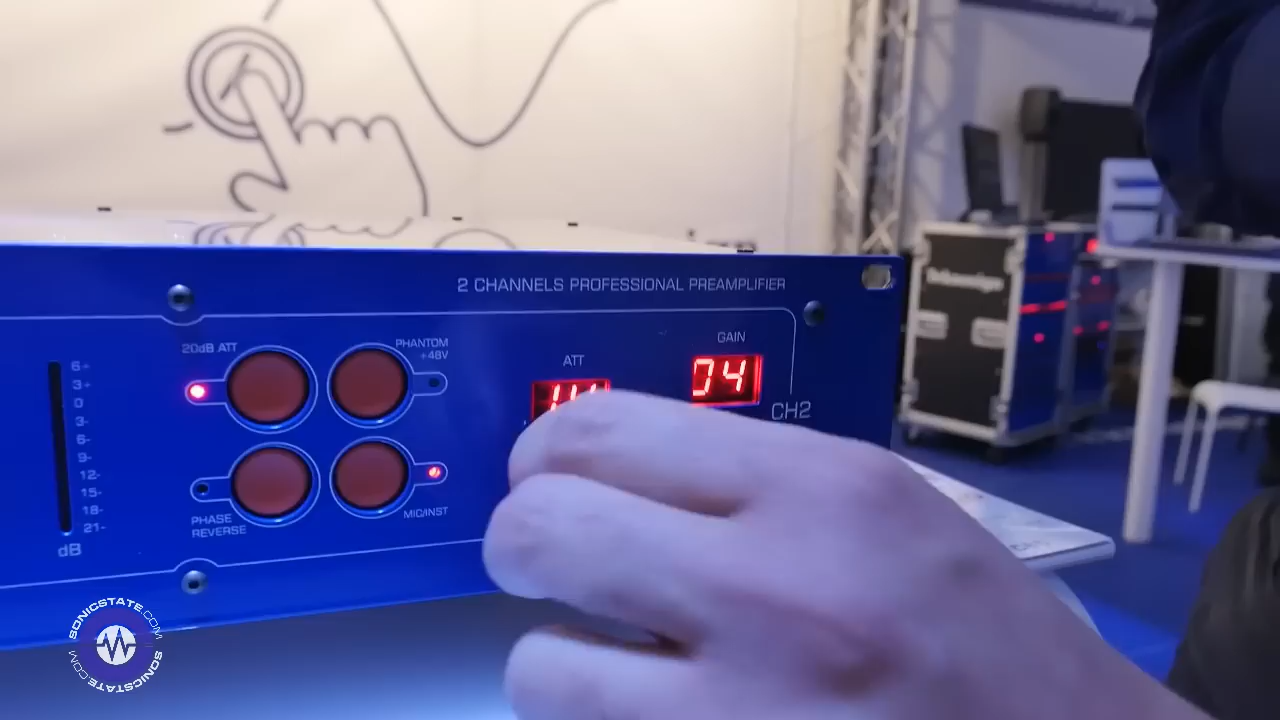 2 CHANNELS PROFESSIONAL PREAMPLIFIER
20dB ATT
PHANTOM
+48V
ATT
GAIN
04
CH2
6+
3+
0
3-
6-
9-
12-
15-
18-
21-
dB
PHASE
REVERSE
MIC/INST
SONICSTATE.COM
SONICSTATE.COM